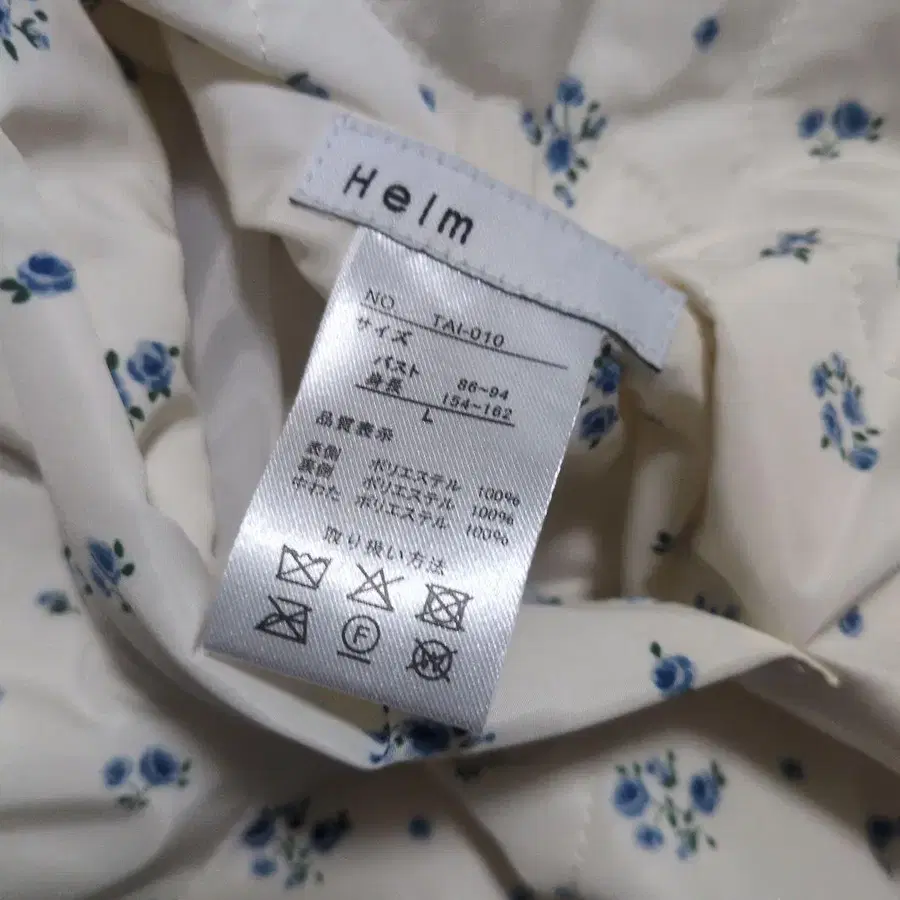 Helm
NO TAI-010
サイズ
バスト 86~94
身長 154~162
L
品質表示
表側 ポリエステル 100%
裏側 ポリエステル 100%
中わた ポリエステル 100%
取り扱い方法
F
W